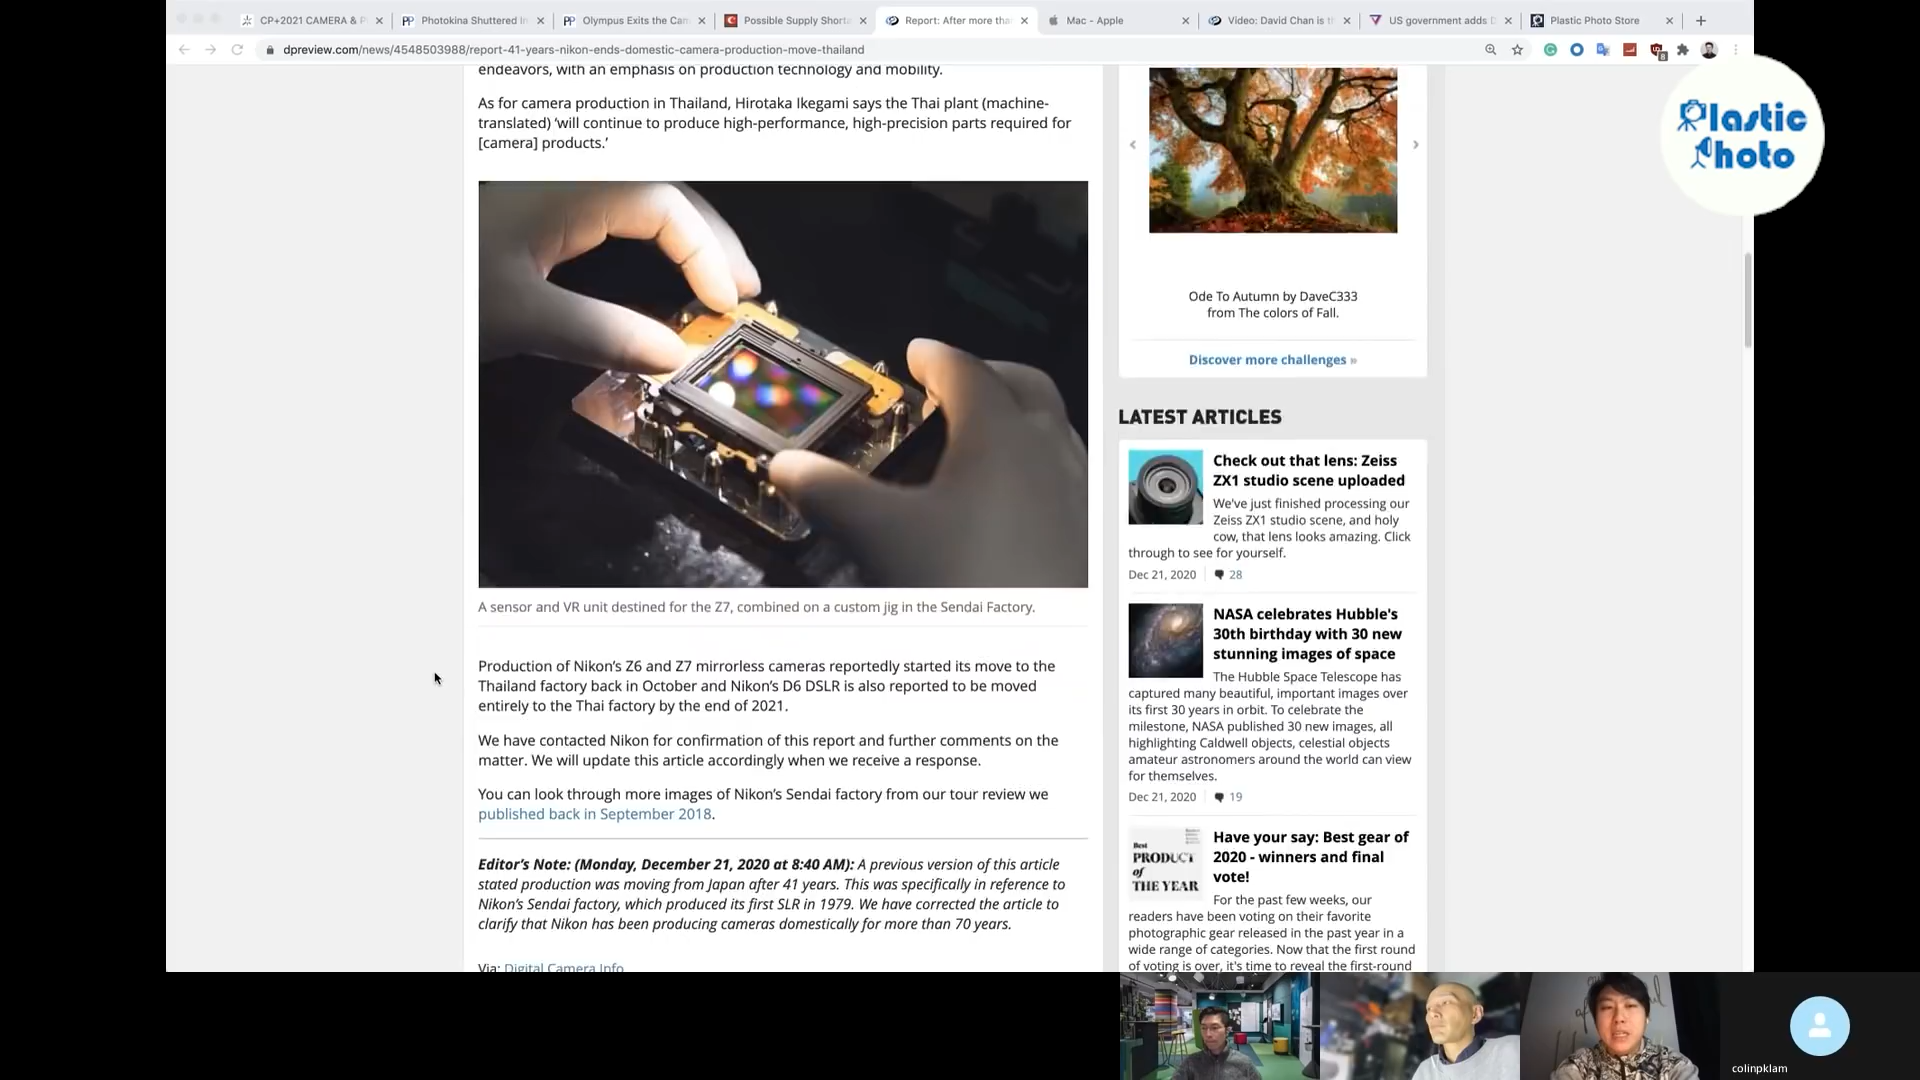 CP+2021 CAMERA & P
Photokina Shuttered In
Olympus Exits the Cam
Possible Supply Shorta
Report: After more tha
Mac - Apple
Video: David Chan is th
US government adds D
Plastic Photo Store
dpreview.com/news/4548503988/report-41-years-nikon-ends-domestic-camera-production-move-thailand
Plastic
Photo
endeavors, with an emphasis on production technology and mobility.
As for camera production in Thailand, Hirotaka Ikegami says the Thai plant (machine-
translated) ‘will continue to produce high-performance, high-precision parts required for
[camera] products.’
A sensor and VR unit destined for the Z7, combined on a custom jig in the Sendai Factory.
Production of Nikon’s Z6 and Z7 mirrorless cameras reportedly started its move to the
Thailand factory back in October and Nikon’s D6 DSLR is also reported to be moved
entirely to the Thai factory by the end of 2021.
We have contacted Nikon for confirmation of this report and further comments on the
matter. We will update this article accordingly when we receive a response.
You can look through more images of Nikon’s Sendai factory from our tour review we
published back in September 2018.
Editor’s Note: (Monday, December 21, 2020 at 8:40 AM): A previous version of this article
stated production was moving from Japan after 41 years. This was specifically in reference to
Nikon’s Sendai factory, which produced its first SLR in 1979. We have corrected the article to
clarify that Nikon has been producing cameras domestically for more than 70 years.
Via: Digital Camera Info
Ode To Autumn by DaveC333
from The colors of Fall.
Discover more challenges »
LATEST ARTICLES
Check out that lens: Zeiss
ZX1 studio scene uploaded
We've just finished processing our
Zeiss ZX1 studio scene, and holy
cow, that lens looks amazing. Click
through to see for yourself.
Dec 21, 2020 28
NASA celebrates Hubble's
30th birthday with 30 new
stunning images of space
The Hubble Space Telescope has
captured many beautiful, important images over
its first 30 years in orbit. To celebrate the
milestone, NASA published 30 new images, all
highlighting Caldwell objects, celestial objects
amateur astronomers around the world can view
for themselves.
Dec 21, 2020 19
Best
PRODUCT
of
THE YEAR
Have your say: Best gear of
2020 - winners and final
vote!
For the past few weeks, our
readers have been voting on their favorite
photographic gear released in the past year in a
wide range of categories. Now that the first round
of voting is over, it's time to reveal the first-round
colinpklam